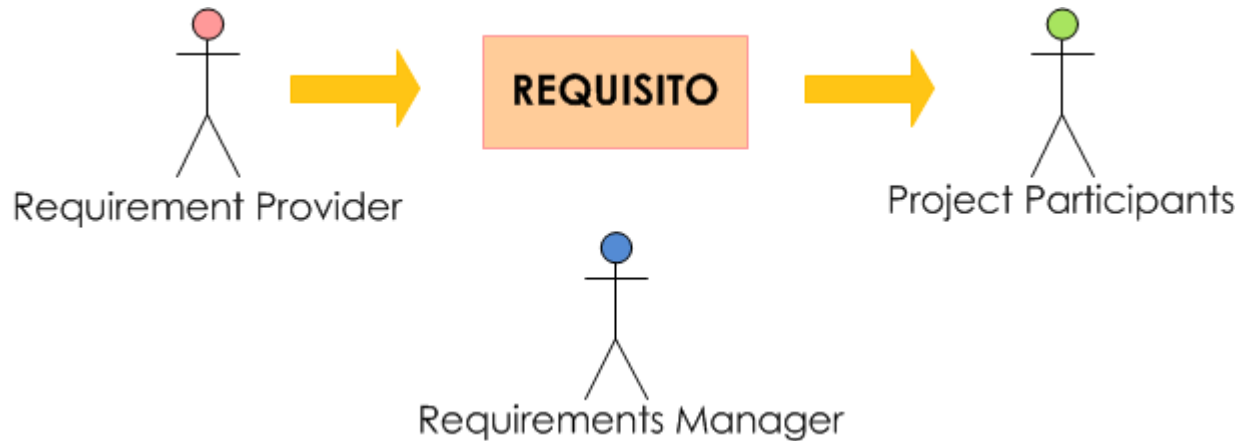 REQUISITO
Requirement Provider
Project Participants
Requirements Manager